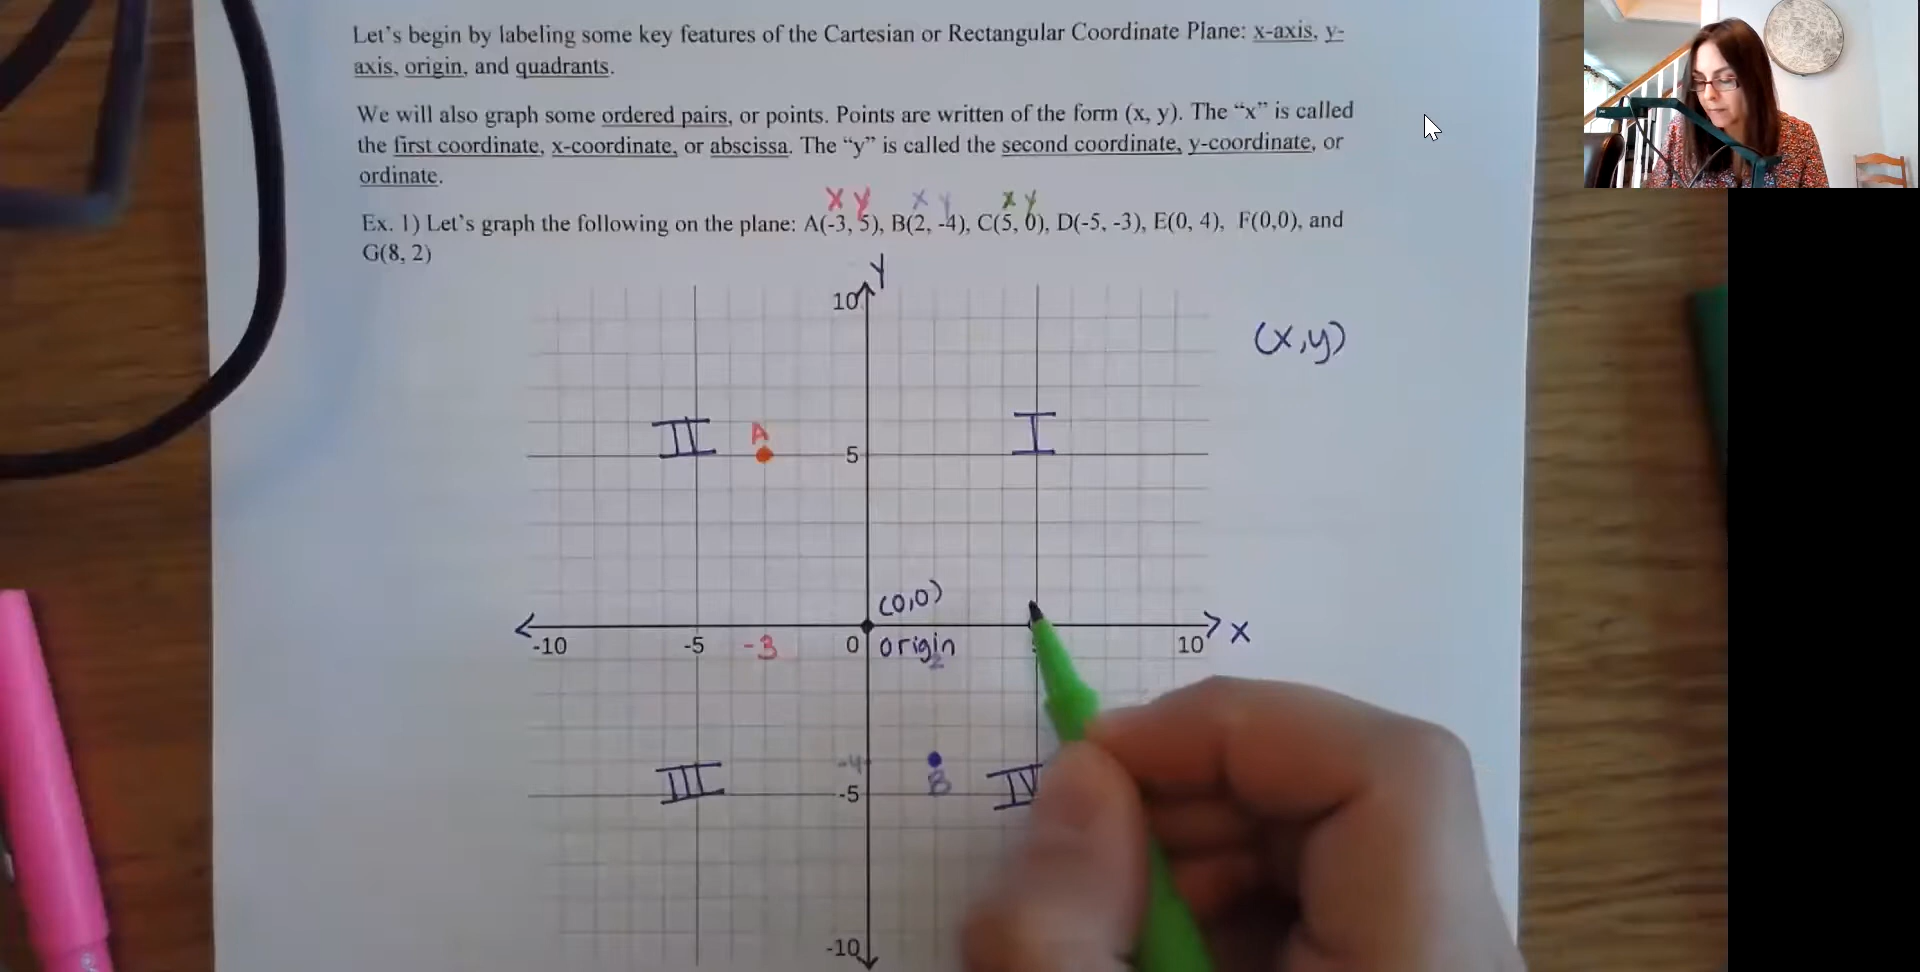 Let's begin by labeling some key features of the Cartesian or Rectangular Coordinate Plane: x-axis, y-
axis, origin, and quadrants.
We will also graph some ordered pairs, or points. Points are written of the form (x, y). The “x” is called
the first coordinate, x-coordinate, or abscissa. The “y” is called the second coordinate, y-coordinate, or
ordinate.
X Y X Y X Y
Ex. 1) Let's graph the following on the plane: A(-3, 5), B(2, -4), C(5, 0), D(-5, -3), E(0, 4), F(0,0), and
G(8, 2)
Y
10
(x,y)
II A I
5
(0,0)
X
-10 -5 -3 0 origin 10
2
-4
III B IV
-5
-10